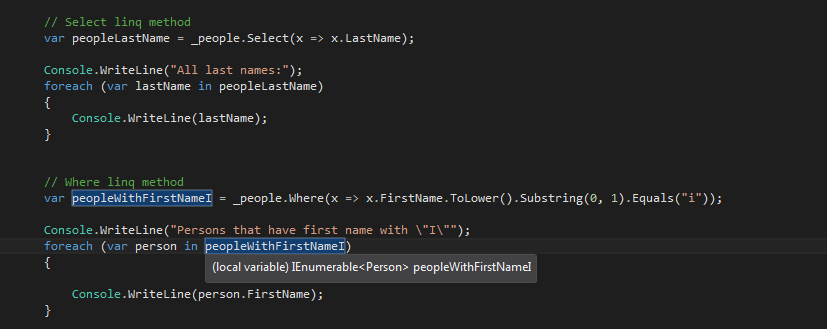 // Select linq method
var peopleLastName = _people.Select(x => x.LastName);
Console.WriteLine("All last names:");
foreach (var lastName in peopleLastName)
{
Console.WriteLine(lastName);
}
// Where linq method
var peopleWithFirstNameI = _people.Where(x => x.FirstName.ToLower().Substring(0, 1).Equals("i"));
Console.WriteLine("Persons that have first name with \"I\"");
foreach (var person in peopleWithFirstNameI)
{
(local variable) IEnumerable<Person> peopleWithFirstNameI
Console.WriteLine(person.FirstName);
}